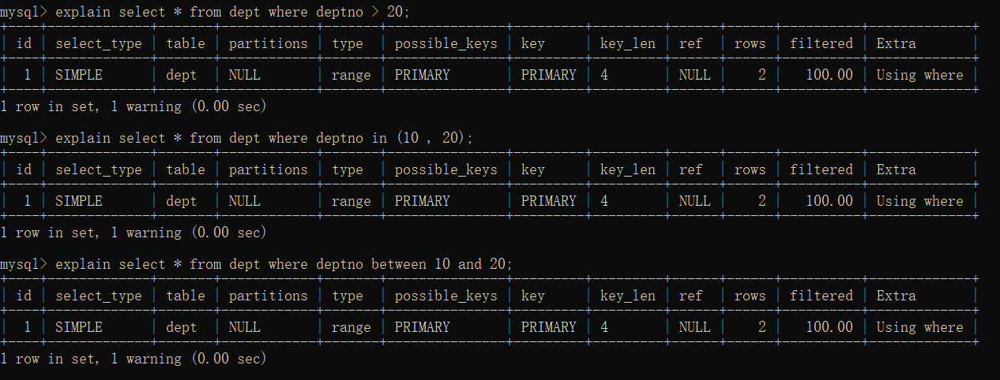 mysql> explain select * from dept where deptno > 20;
+----+-------------+-------+------------+-------+---------------+---------+---------+------+------+----------+-------------+
| id | select_type | table | partitions | type  | possible_keys | key     | key_len | ref  | rows | filtered | Extra       |
+----+-------------+-------+------------+-------+---------------+---------+---------+------+------+----------+-------------+
|  1 | SIMPLE      | dept  | NULL       | range | PRIMARY       | PRIMARY | 4       | NULL |    2 |   100.00 | Using where |
+----+-------------+-------+------------+-------+---------------+---------+---------+------+------+----------+-------------+
1 row in set, 1 warning (0.00 sec)
mysql> explain select * from dept where deptno in (10 , 20);
+----+-------------+-------+------------+-------+---------------+---------+---------+------+------+----------+-------------+
| id | select_type | table | partitions | type  | possible_keys | key     | key_len | ref  | rows | filtered | Extra       |
+----+-------------+-------+------------+-------+---------------+---------+---------+------+------+----------+-------------+
|  1 | SIMPLE      | dept  | NULL       | range | PRIMARY       | PRIMARY | 4       | NULL |    2 |   100.00 | Using where |
+----+-------------+-------+------------+-------+---------------+---------+---------+------+------+----------+-------------+
1 row in set, 1 warning (0.00 sec)
mysql> explain select * from dept where deptno between 10 and 20;
+----+-------------+-------+------------+-------+---------------+---------+---------+------+------+----------+-------------+
| id | select_type | table | partitions | type  | possible_keys | key     | key_len | ref  | rows | filtered | Extra       |
+----+-------------+-------+------------+-------+---------------+---------+---------+------+------+----------+-------------+
|  1 | SIMPLE      | dept  | NULL       | range | PRIMARY       | PRIMARY | 4       | NULL |    2 |   100.00 | Using where |
+----+-------------+-------+------------+-------+---------------+---------+---------+------+------+----------+-------------+
1 row in set, 1 warning (0.00 sec)